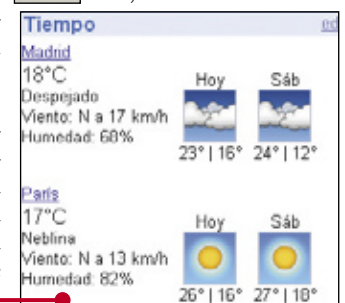 Tiempo ed
Madrid
18°C
Despejado
Viento: N a 17 km/h
Humedad: 68%
Hoy Sáb
23° | 16° 24° | 12°
París
17°C
Neblina
Viento: N a 13 km/h
Humedad: 82%
Hoy Sáb
26° | 16° 27° | 18°